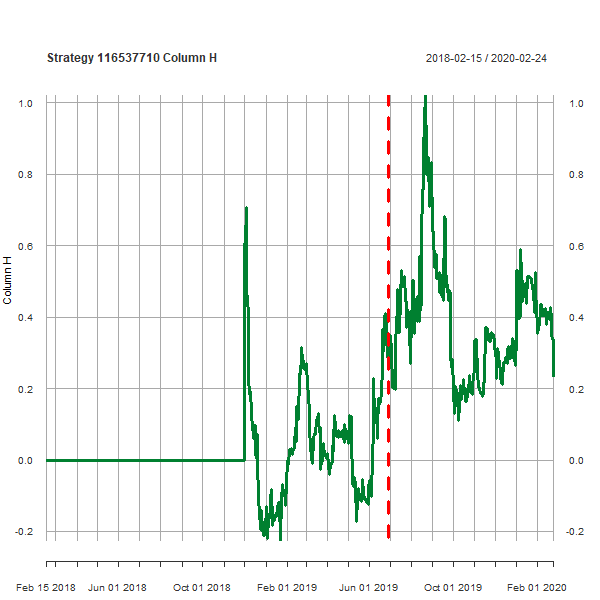 Strategy 116537710 Column H
2018-02-15 / 2020-02-24
1.0
1.0
0.8
0.8
0.6
0.6
Column H
0.4
0.4
0.2
0.2
0.0
0.0
-0.2
-0.2
Feb 15 2018
Jun 01 2018
Oct 01 2018
Feb 01 2019
Jun 01 2019
Oct 01 2019
Feb 01 2020